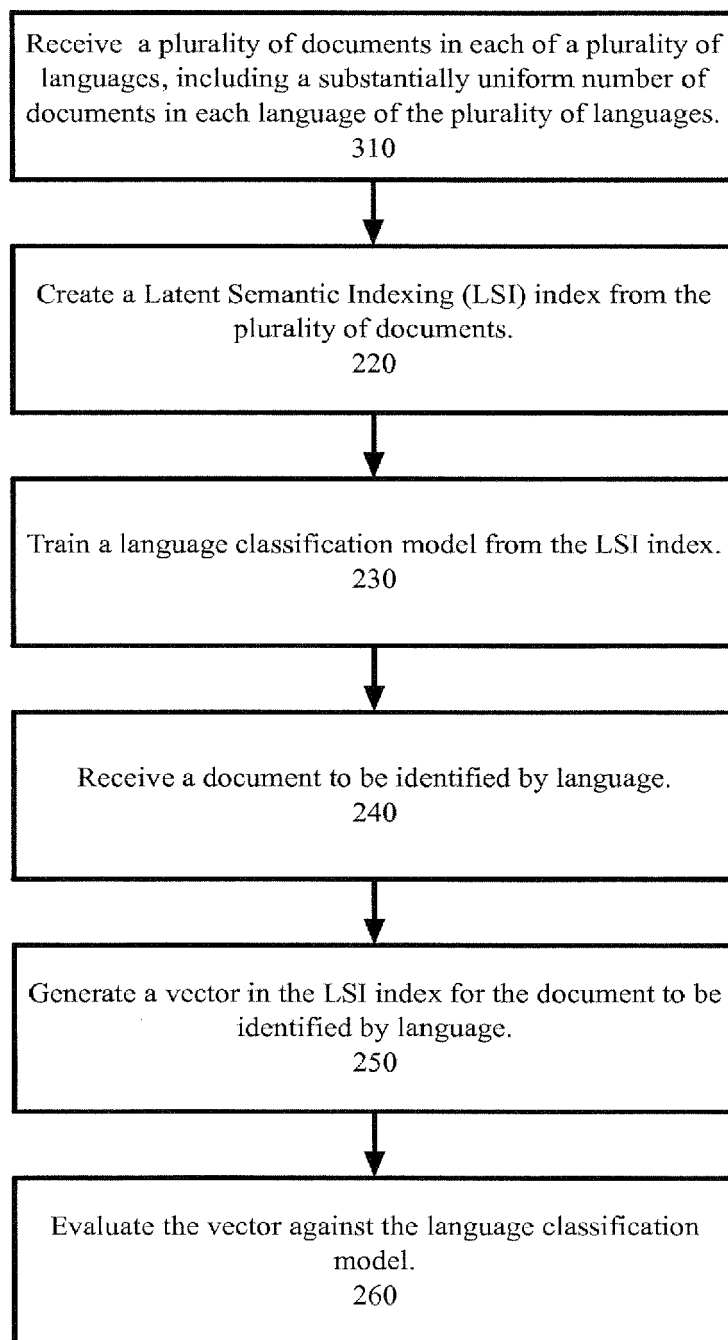 Receive a plurality of documents in each of a plurality of
languages, including a substantially uniform number of
documents in each language of the plurality of languages.
310
Create a Latent Semantic Indexing (LSI) index from the
plurality of documents.
220
Train a language classification model from the LSI index.
230
Receive a document to be identified by language.
240
Generate a vector in the LSI index for the document to be
identified by language.
250
Evaluate the vector against the language classification
model.
260